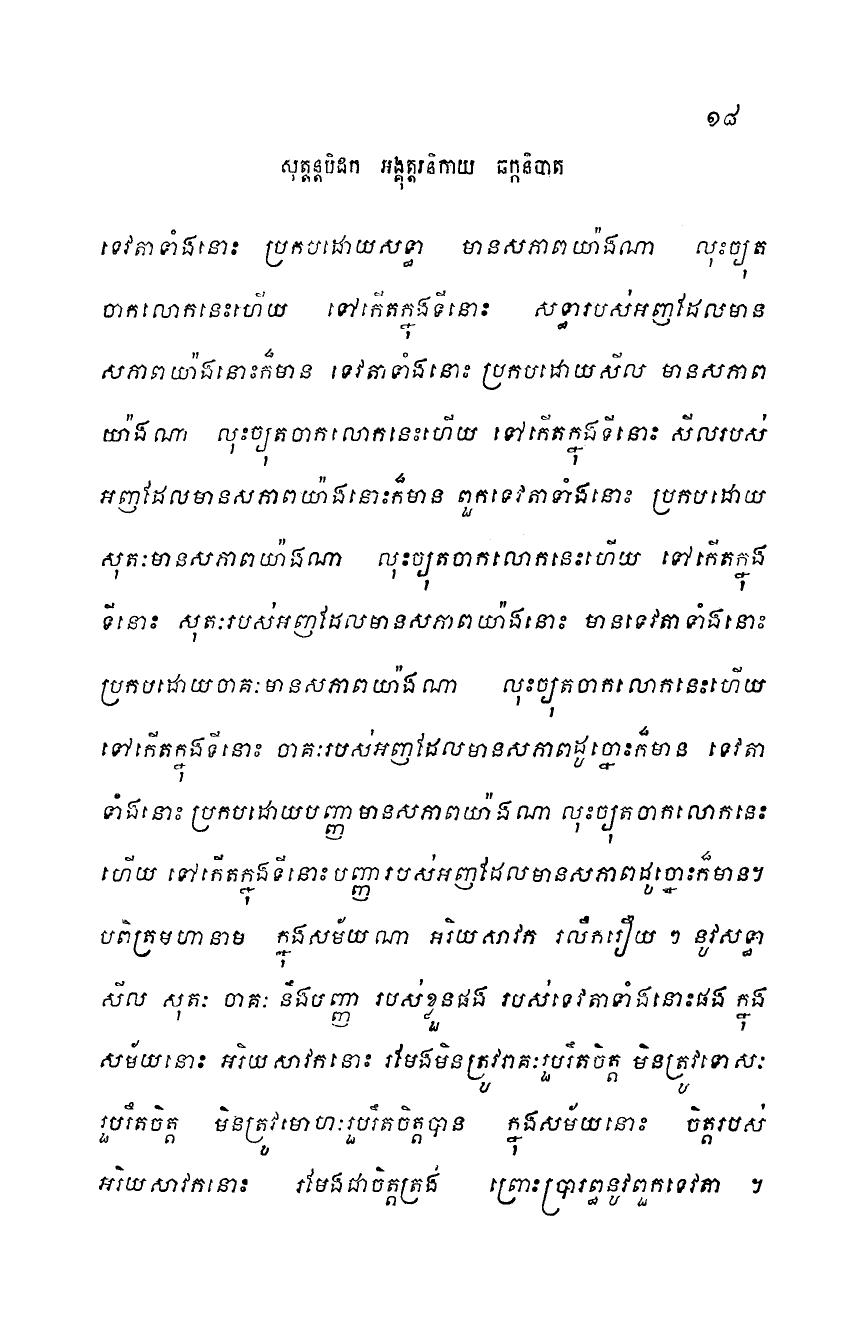 ១៨
សុត្តន្តបិដក អង្គុត្តរនិកាយ ឆក្កនិបាត
ទេវតាទាំងនោះ ប្រកបដោយសទ្ធា មានសភាពយ៉ាងណា លុះច្យុត
ចាកលោកនេះហើយ ទៅកើតក្នុងទីនោះ សទ្ធារបស់អញដែលមាន
សភាពយ៉ាងនោះក៏មាន ទេវតាទាំងនោះ ប្រកបដោយសីល មានសភាព
យ៉ាងណា លុះច្យុតចាកលោកនេះហើយ ទៅកើតក្នុងទីនោះ សីលរបស់
អញដែលមានសភាពយ៉ាងនោះក៏មាន ពួកទេវតាទាំងនោះ ប្រកបដោយ
សុតៈមានសភាពយ៉ាងណា លុះច្យុតចាកលោកនេះហើយ ទៅកើតក្នុង
ទីនោះ សុតៈរបស់អញដែលមានសភាពយ៉ាងនោះ មានទេវតាទាំងនោះ
ប្រកបដោយចាគៈមានសភាពយ៉ាងណា លុះច្យុតចាកលោកនេះហើយ
ទៅកើតក្នុងទីនោះ ចាគៈរបស់អញដែលមានសភាពដូច្នោះក៏មាន ទេវតា
ទាំងនោះ ប្រកបដោយបញ្ញាមានសភាពយ៉ាងណា លុះច្យុតចាកលោកនេះ
ហើយ ទៅកើតក្នុងទីនោះ បញ្ញារបស់អញដែលមានសភាពដូច្នោះក៏មាន។
បពិត្រមហានាម ក្នុងសម័យណា អរិយសាវក រលឹករឿយ ៗ នូវសទ្ធា
សីល សុតៈ ចាគៈ នឹងបញ្ញា របស់ខ្លួនផង របស់ទេវតាទាំងនោះផង ក្នុង
សម័យនោះ អរិយសាវកនោះ រមែងមិនត្រូវរាគៈរួបរឹតចិត្ត មិនត្រូវទោសៈ
រួបរឹតចិត្ត មិនត្រូវមោហៈរួបរឹតចិត្តបាន ក្នុងសម័យនោះ ចិត្តរបស់
អរិយសាវកនោះ រមែងជាចិត្តត្រង់ ព្រោះប្រារព្ធនូវពួកទេវតា ។